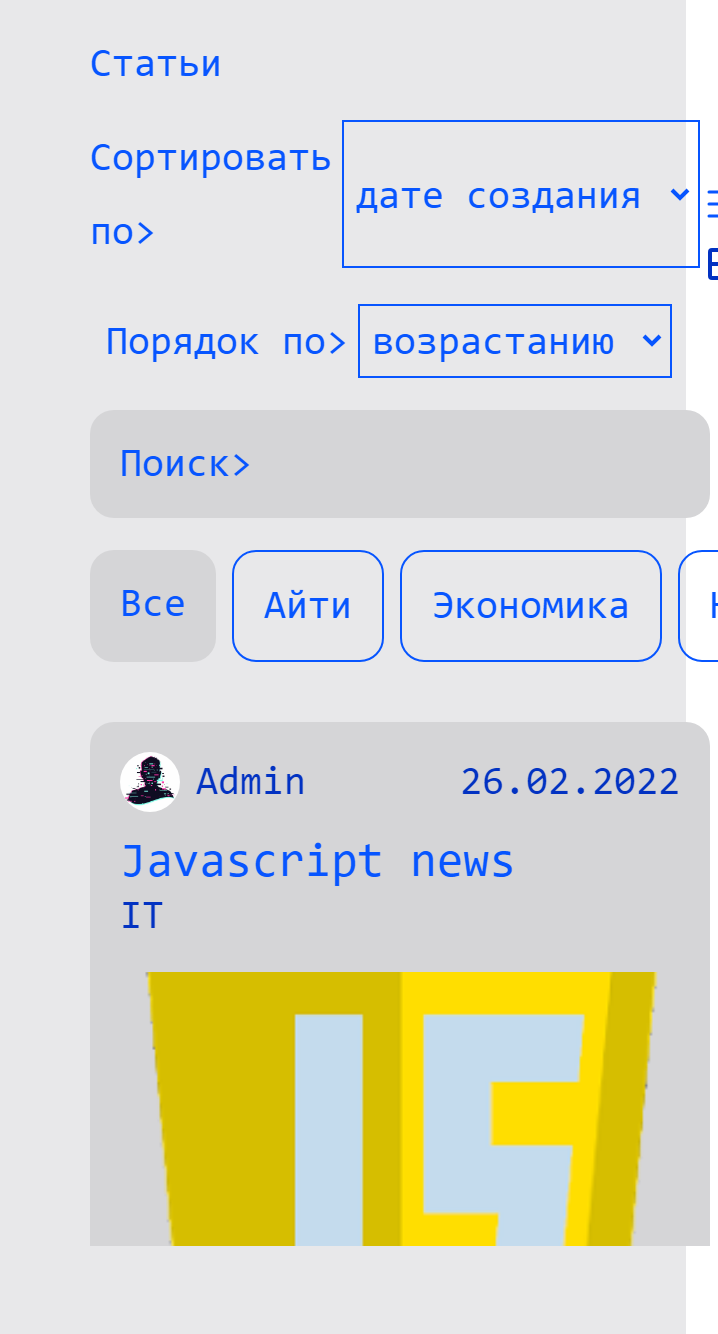 Статьи
Сортировать по>
дате создания
Порядок по> возрастанию
Поиск>
Все Айти Экономика
Admin 26.02.2022
Javascript news
IT
JS